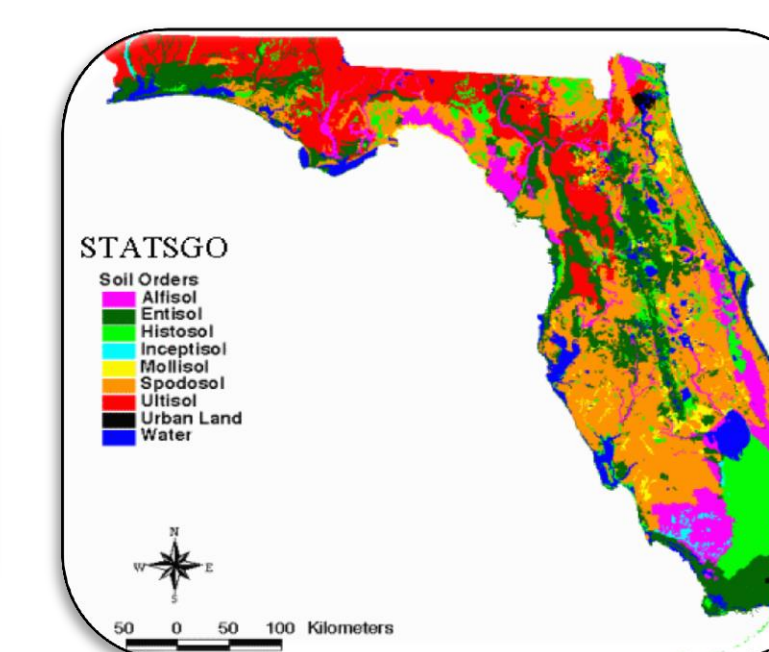 STATSGO
Soil Orders
Alfisol
Entisol
Histosol
Inceptisol
Mollisol
Spodosol
Ultisol
Urban Land
Water
N
W E
S
50 0 50 100 Kilometers